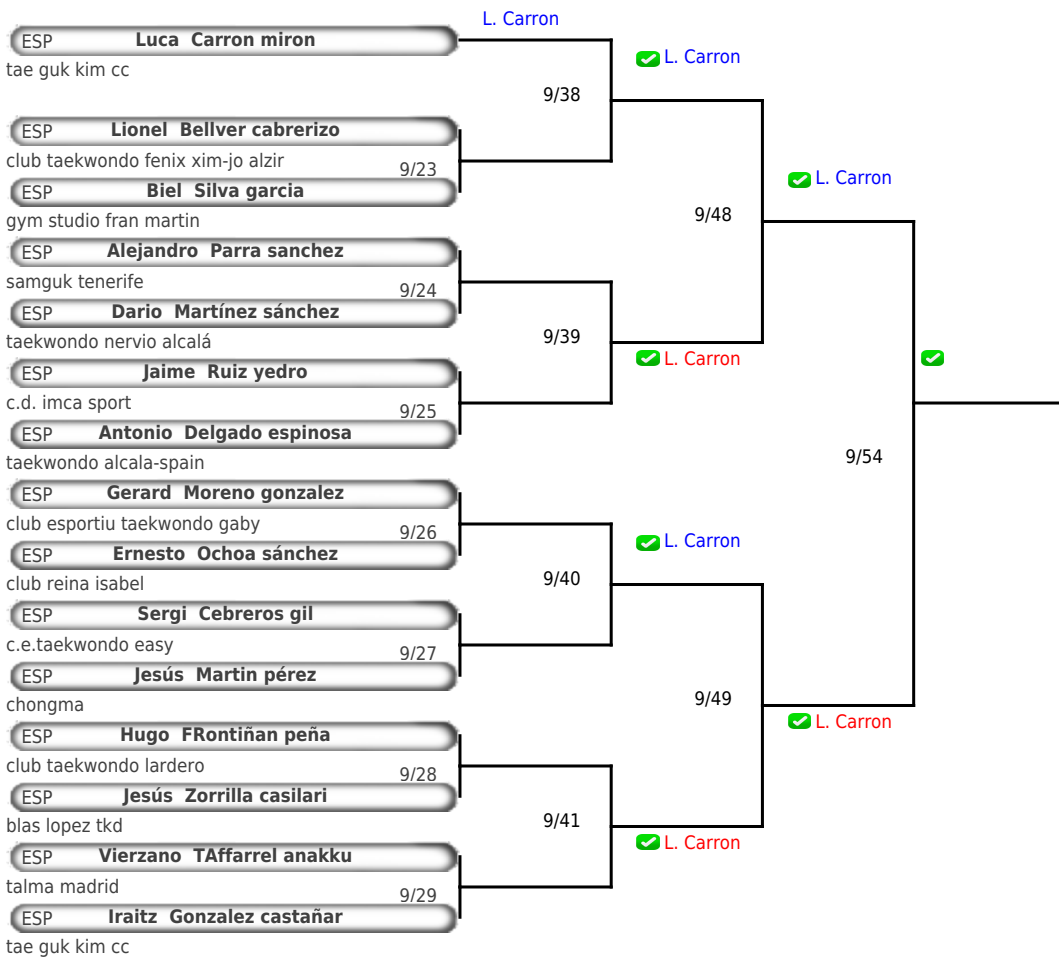 L. Carron
ESP Luca Carron miron
tae guk kim cc
L. Carron
9/38
ESP Lionel Bellver cabrerizo
club taekwondo fenix xim-jo alzir
9/23
ESP Biel Silva garcia
gym studio fran martin
L. Carron
9/48
ESP Alejandro Parra sanchez
samguk tenerife
9/24
ESP Dario Martínez sánchez
taekwondo nervio alcalá
9/39
L. Carron
ESP Jaime Ruiz yedro
c.d. imca sport
9/25
ESP Antonio Delgado espinosa
taekwondo alcala-spain
9/54
ESP Gerard Moreno gonzalez
club esportiu taekwondo gaby
9/26
L. Carron
ESP Ernesto Ochoa sánchez
club reina isabel
9/40
ESP Sergi Cebreros gil
c.e.taekwondo easy
9/27
ESP Jesús Martin pérez
chongma
9/49
L. Carron
ESP Hugo FRontiñan peña
club taekwondo lardero
9/28
ESP Jesús Zorrilla casilari
blas lopez tkd
9/41
L. Carron
ESP Vierzano TAffarrel anakku
talma madrid
9/29
ESP Iraitz Gonzalez castañar
tae guk kim cc